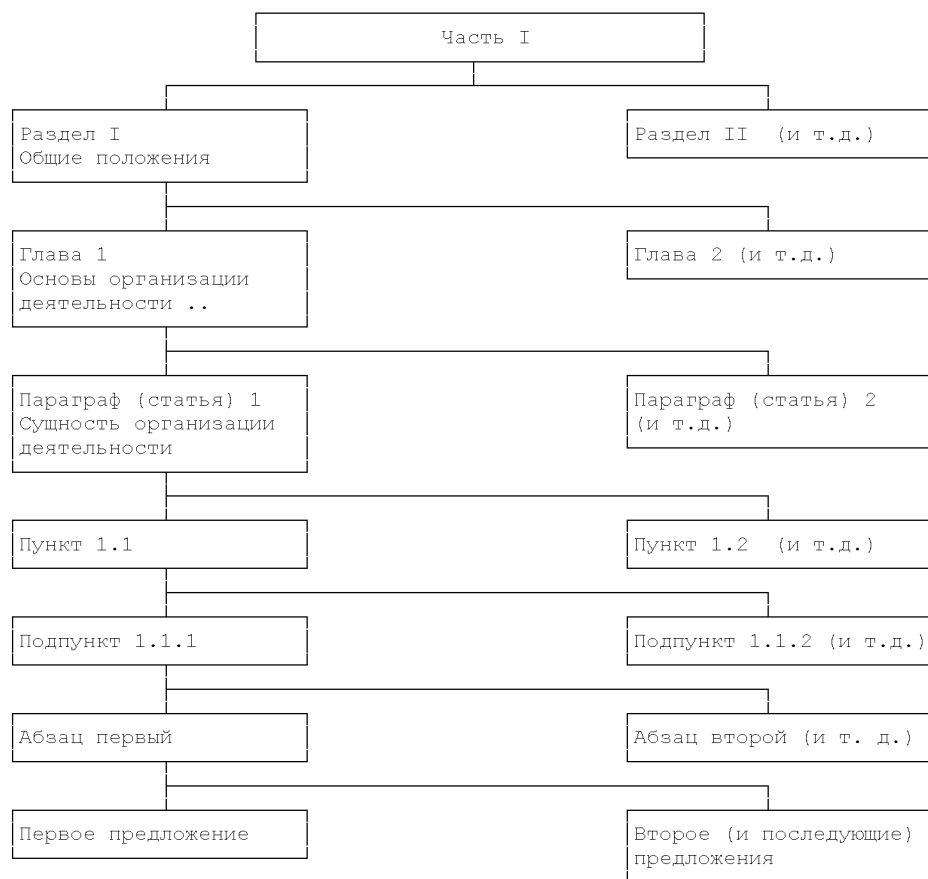 Часть I
Раздел I
Общие положения
Раздел II (и т.д.)
Глава 1
Основы организации
деятельности ..
Глава 2 (и т.д.)
Параграф (статья) 1
Сущность организации
деятельности
Параграф (статья) 2
(и т.д.)
Пункт 1.1
Пункт 1.2 (и т.д.)
Подпункт 1.1.1
Подпункт 1.1.2 (и т.д.)
Абзац первый
Абзац второй (и т. д.)
Первое предложение
Второе (и последующие)
предложения